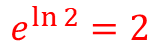 e^{ln 2} = 2